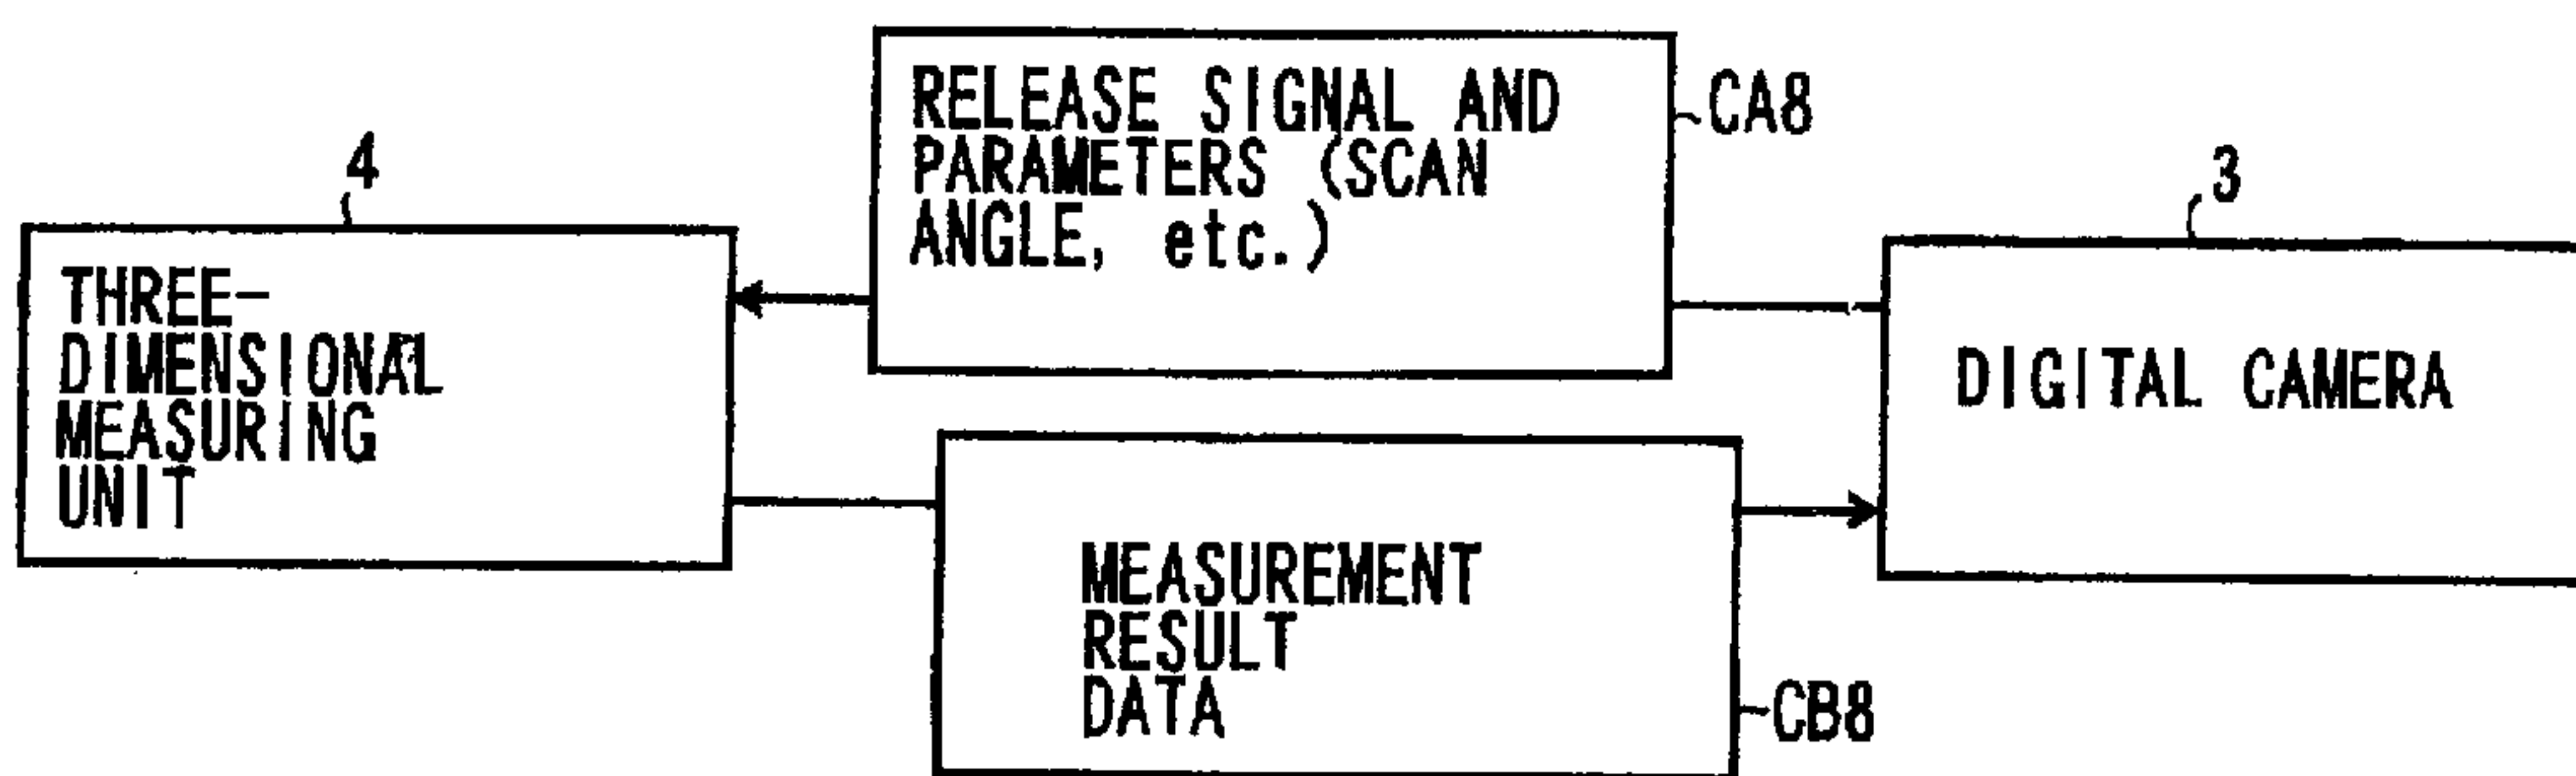 RELEASE SIGNAL AND
PARAMETERS (SCAN
ANGLE, etc.)
CA8
4
THREE-
DIMENSIONAL
MEASURING
UNIT
3
DIGITAL CAMERA
MEASUREMENT
RESULT
DATA
CB8